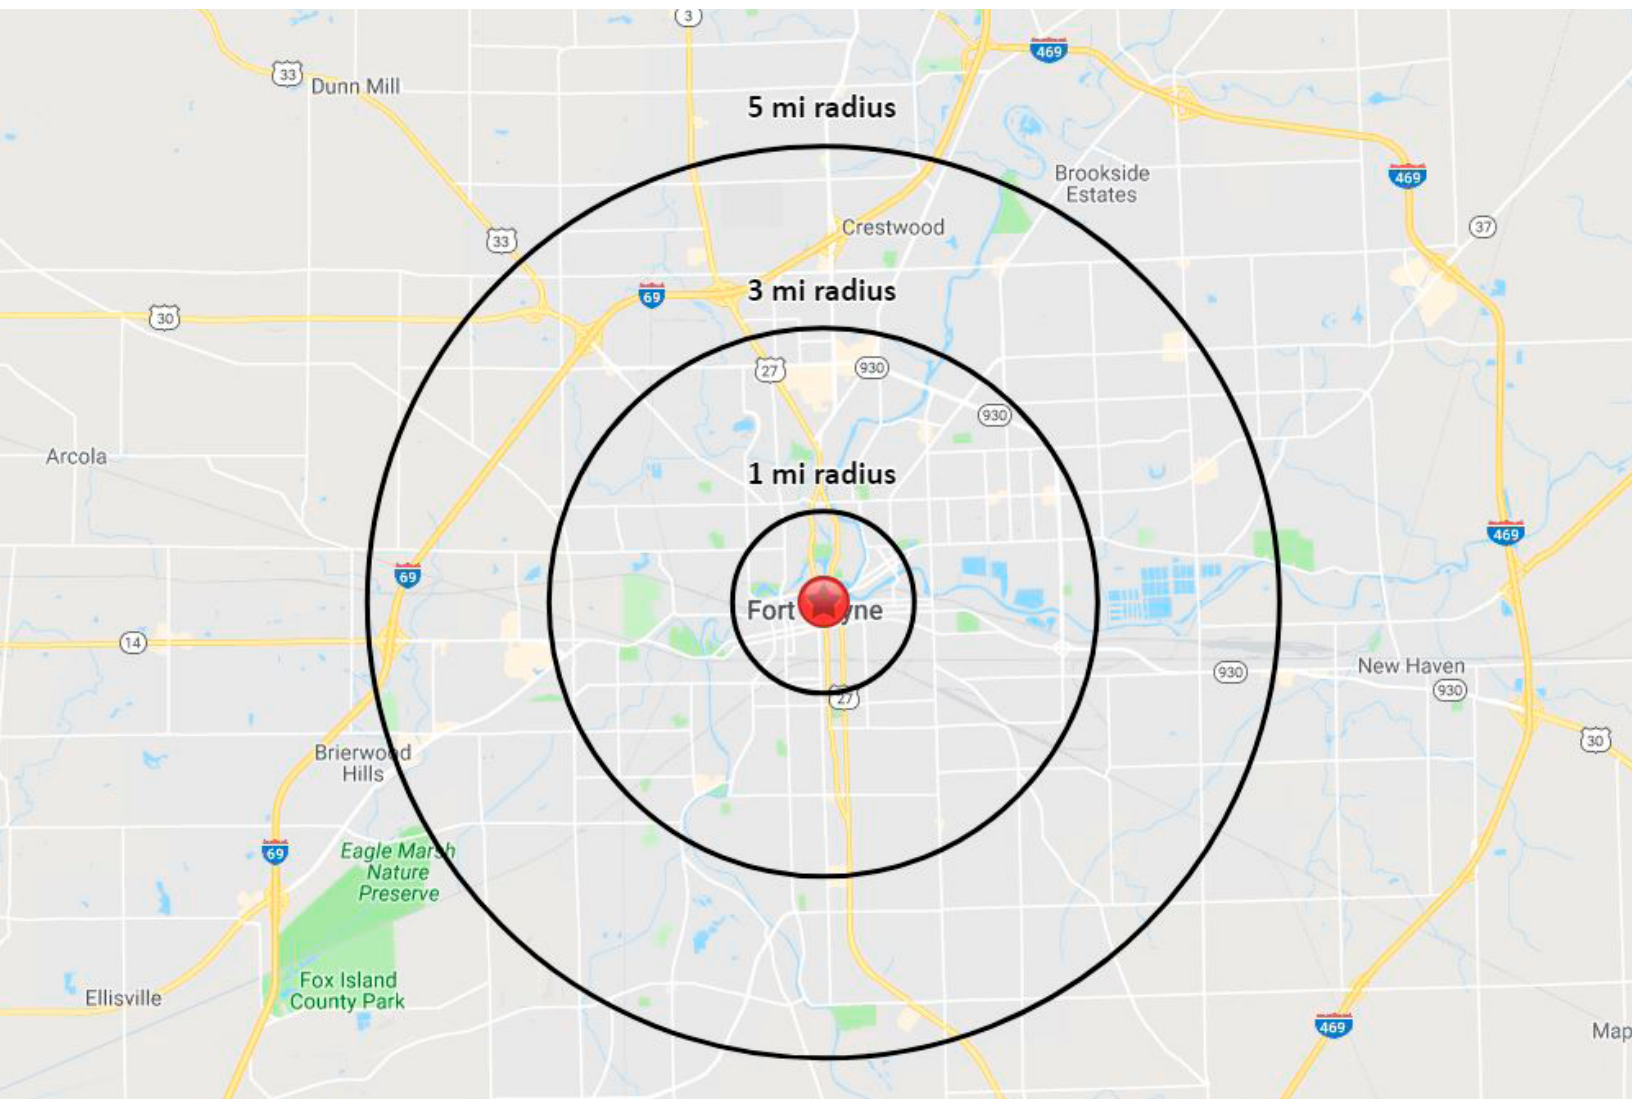 3
469
33
Dunn Mill
5 mi radius
Brookside
Estates
469
37
33
Crestwood
69
3 mi radius
30
27
930
930
Arcola
1 mi radius
469
69
Fort
yne
14
New Haven
930
930
27
30
Brierwood
Hills
69
Eagle Marsh
Nature
Preserve
Fox Island
County Park
Ellisville
469
Map